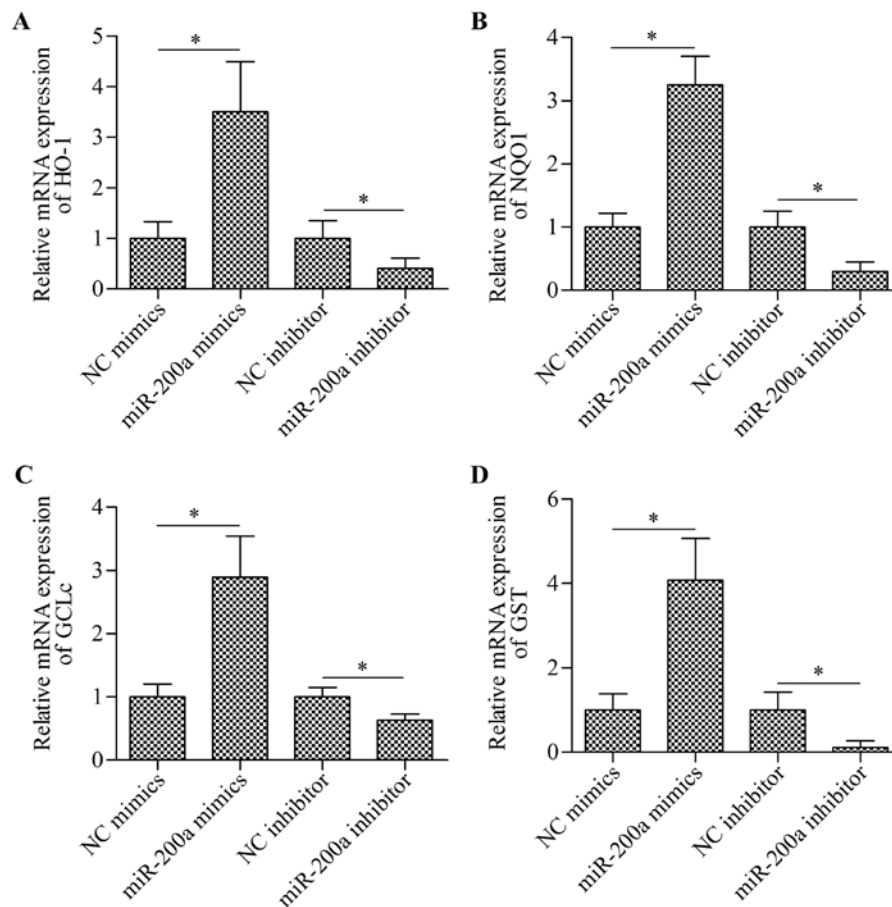 A
Relative mRNA expression
of HO-1
5
4
3
2
1
0
*
*
NC mimics
miR-200a mimics
NC inhibitor
miR-200a inhibitor
B
Relative mRNA expression
of NQO1
4
3
2
1
0
*
*
NC mimics
miR-200a mimics
NC inhibitor
miR-200a inhibitor
C
Relative mRNA expression
of GCLc
4
3
2
1
0
*
*
NC mimics
miR-200a mimics
NC inhibitor
miR-200a inhibitor
D
Relative mRNA expression
of GST
6
4
2
0
*
*
NC mimics
miR-200a mimics
NC inhibitor
miR-200a inhibitor